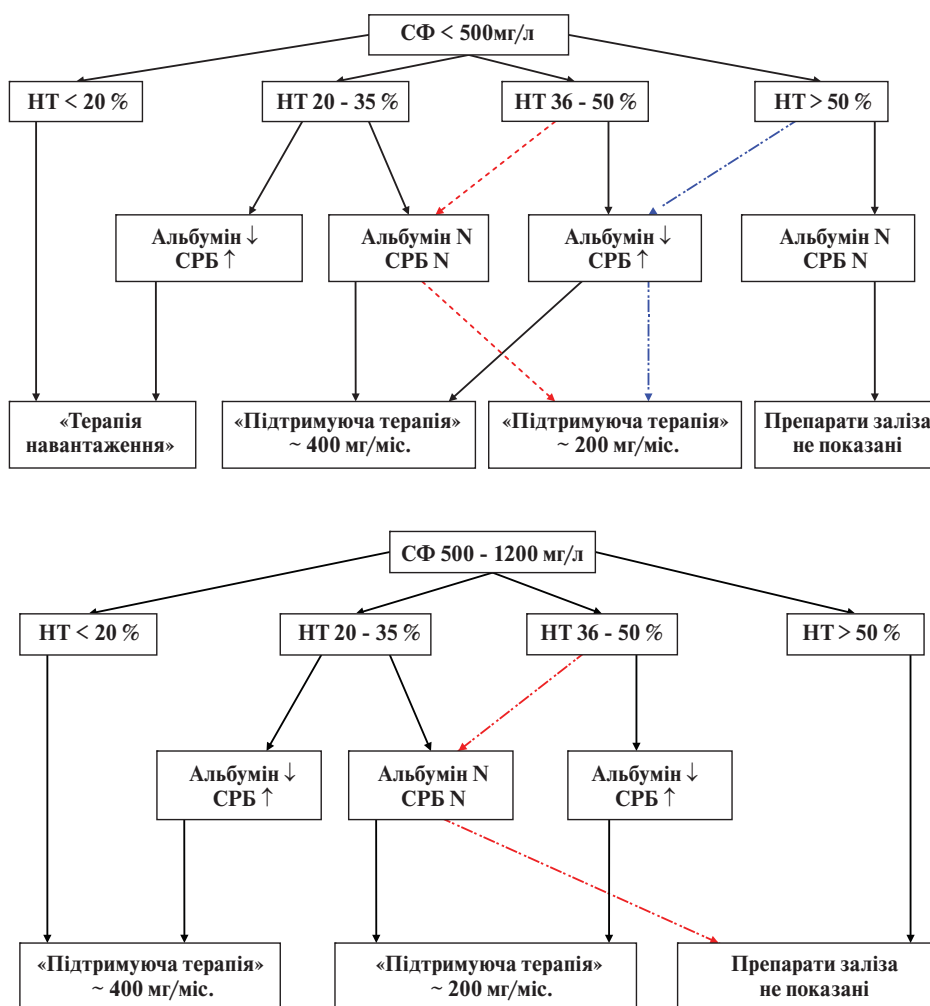 СФ < 500мг/л
НТ < 20 %
НТ 20 - 35 %
НТ 36 - 50 %
НТ > 50 %
Альбумін ↓
СРБ ↑
Альбумін N
СРБ N
Альбумін ↓
СРБ ↑
Альбумін N
СРБ N
«Терапія
навантаження»
«Підтримуюча терапія»
~ 400 мг/міс.
«Підтримуюча терапія»
~ 200 мг/міс.
Препарати заліза
не показані
СФ 500 - 1200 мг/л
НТ < 20 %
НТ 20 - 35 %
НТ 36 - 50 %
НТ > 50 %
Альбумін ↓
СРБ ↑
Альбумін N
СРБ N
Альбумін ↓
СРБ ↑
«Підтримуюча терапія»
~ 400 мг/міс.
«Підтримуюча терапія»
~ 200 мг/міс.
Препарати заліза
не показані